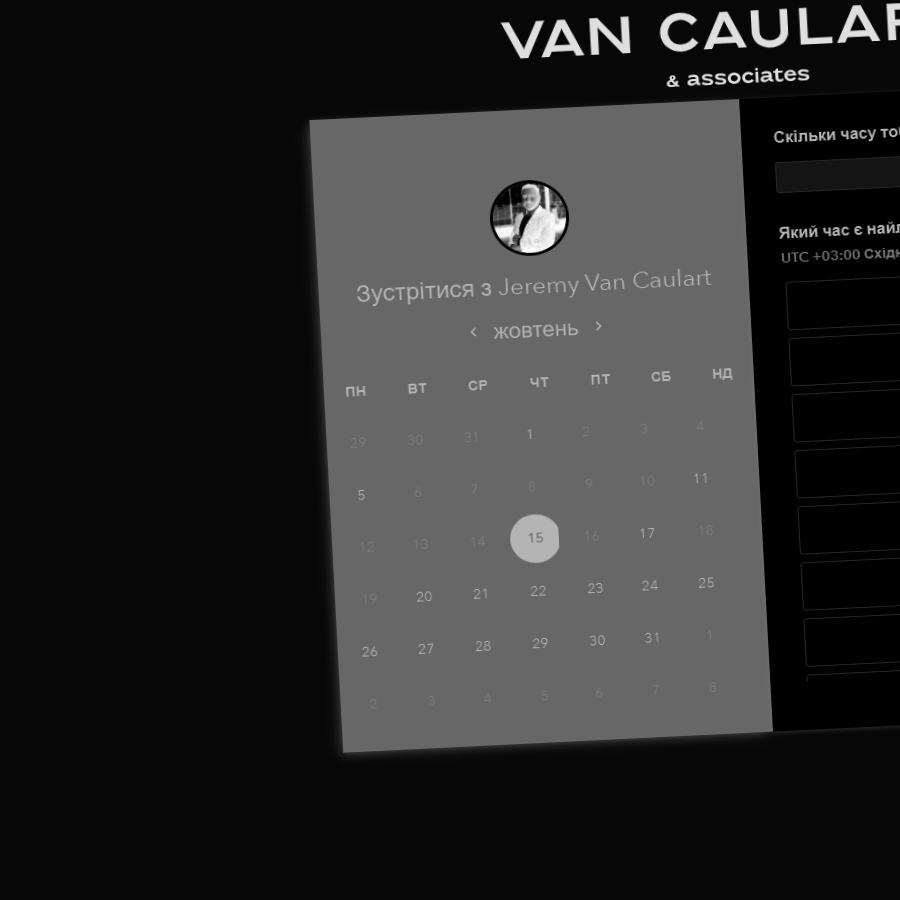 VAN CAULAR
& associates
Зустрітися з Jeremy Van Caulart
‹ жовтень ›
ПН ВТ СР ЧТ ПТ СБ НД
29 30 31 1 2 3 4
5 6 7 8 9 10 11
12 13 14 15 16 17 18
19 20 21 22 23 24 25
26 27 28 29 30 31 1
2 3 4 5 6 7 8
Скільки часу
Який час є
UTC +03:00